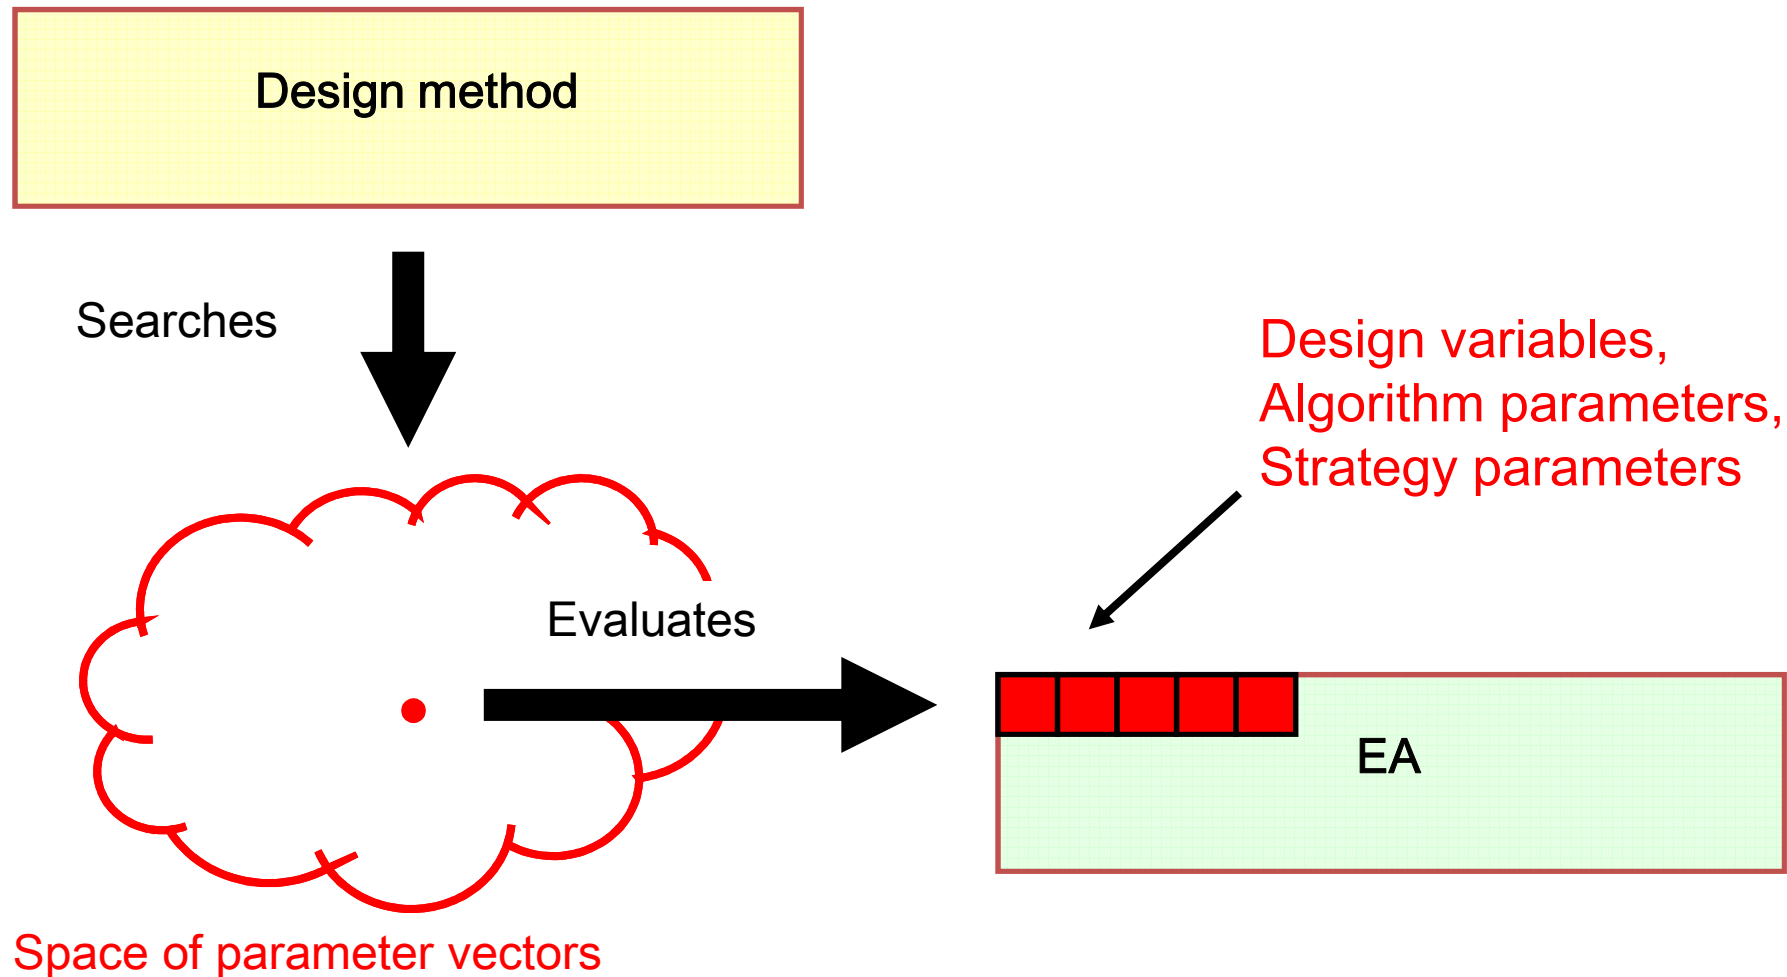 Design method
Searches
Design variables,
Algorithm parameters,
Strategy parameters
Evaluates
EA
Space of parameter vectors